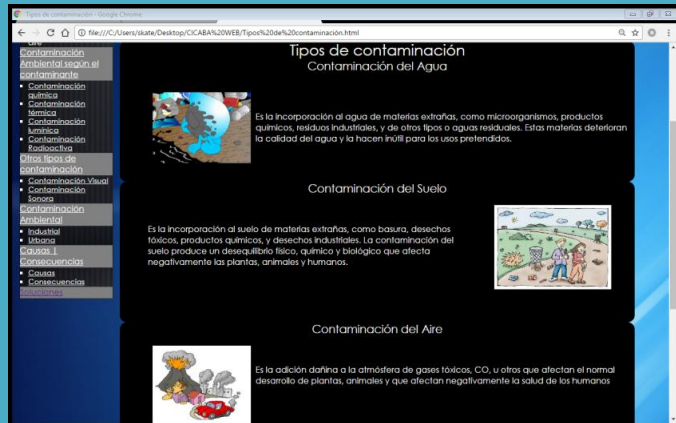 Tipos de contaminación - Google Chrome
file:///C:/Users/skate/Desktop/CICABA%20WEB/Tipos%20de%20contaminación.html
aire
Contaminación
Ambiental según el
contaminante
Contaminación
química
Contaminación
térmica
Contaminación
lumínica
Contaminación
Radioactiva
Otros tipos de
contaminación
Contaminación Visual
Contaminación
Sonora
Contaminación
Ambiental
Industrial
Urbana
Causas |
Consecuencias
Causas
Consecuencias
Soluciones
Tipos de contaminación
Contaminación del Agua
Es la incorporación al agua de materias extrañas, como microorganismos, productos
químicos, residuos industriales, y de otros tipos o aguas residuales. Estas materias deterioran
la calidad del agua y la hacen inútil para los usos pretendidos.
Contaminación del Suelo
Es la incorporación al suelo de materias extrañas, como basura, desechos
tóxicos, productos químicos, y desechos industriales. La contaminación del
suelo produce un desequilibrio físico, químico y biológico que afecta
negativamente las plantas, animales y humanos.
Contaminación del Aire
Es la adición dañina a la atmósfera de gases tóxicos, CO, u otros que afectan el normal
desarrollo de plantas, animales y que afectan negativamente la salud de los humanos